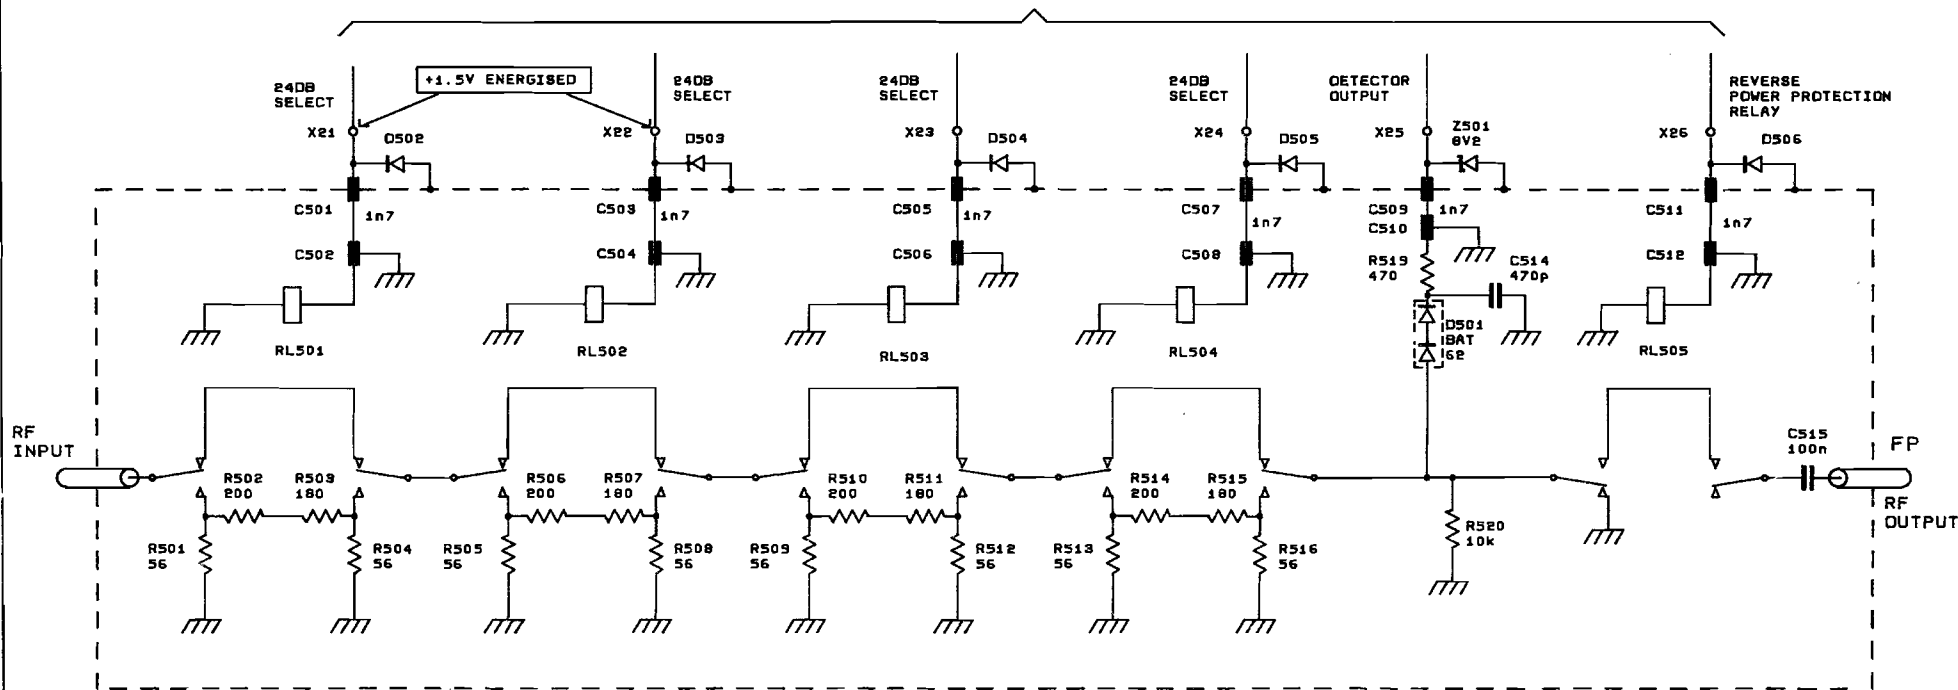 +1.5V ENERGISED
24DB
SELECT
24DB
SELECT
24DB
SELECT
24DB
SELECT
DETECTOR
OUTPUT
REVERSE
POWER PROTECTION
RELAY
X21
D502
X22
D503
X23
D504
X24
D505
X25
Z501
8V2
X26
D506
C501
1n7
C503
1n7
C505
1n7
C507
1n7
C509
1n7
C511
1n7
C502
C504
C506
C508
C510
C512
R519
470
C514
470p
D501
BAT
62
RL501
RL502
RL503
RL504
RL505
RF
INPUT
R502
200
R503
180
R506
200
R507
180
R510
200
R511
180
R514
200
R515
180
C515
100n
FP
RF
OUTPUT
R501
56
R504
56
R505
56
R508
56
R509
56
R512
56
R513
56
R516
56
R520
10k